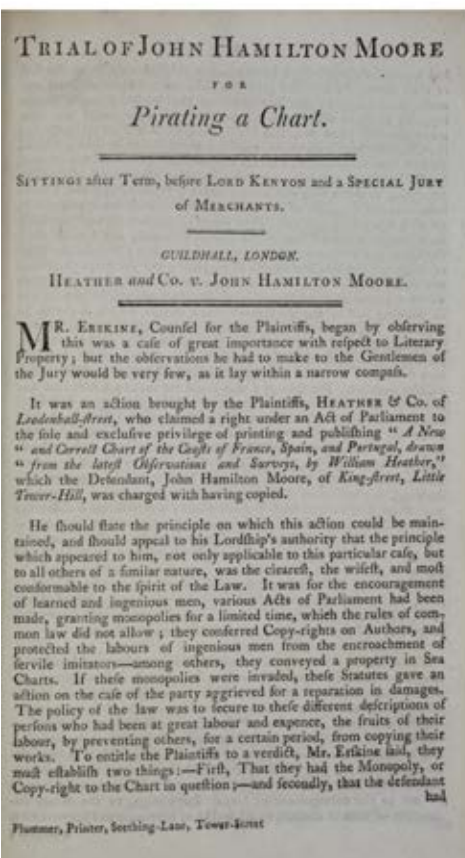 TRIAL OF JOHN HAMILTON MOORE
FOR
Pirating a Chart.
SITTINGS after Term, before LORD KENYON and a SPECIAL JURY
of MERCHANTS.
GUILDHALL, LONDON.
HEATHER and Co. v. JOHN HAMILTON MOORE.
MR. ERSKINE, Counſel for the Plaintiffs, began by obſerving
this was a caſe of great importance with reſpect to Literary
Property; but the obſervations he had to make to the Gentlemen of
the Jury would be very few, as it lay within a narrow compaſs.
It was an action brought by the Plaintiffs, HEATHER & Co. of
Leadenhall-ſtreet, who claimed a right under an Act of Parliament to
the ſole and excluſive privilege of printing and publiſhing “ A New
“ and Correct Chart of the Coaſts of France, Spain, and Portugal, drawn
“ from the lateſt Obſervations and Surveys, by William Heather,”
which the Defendant, John Hamilton Moore, of King-ſtreet, Little
Tower-Hill, was charged with having copied.
He ſhould ſtate the principle on which this action could be main-
tained, and ſhould appeal to his Lordſhip's authority that the principle
which appeared to him, not only applicable to this particular caſe, but
to all others of a ſimilar nature, was the cleareſt, the wiſeſt, and moſt
conformable to the ſpirit of the Law. It was for the encouragement
of learned and ingenious men, various Acts of Parliament had been
made, granting monopolies for a limited time, which the rules of com-
mon law did not allow; they conferred Copy-rights on Authors, and
protected the labours of ingenious men from the encroachment of
ſervile imitators—among others, they conveyed a property in Sea
Charts. If theſe monopolies were invaded, theſe Statutes gave an
action on the caſe of the party aggrieved for a reparation in damages.
The policy of the law was to ſecure to theſe different deſcriptions of
perſons who had been at great labour and expence, the fruits of their
labour, by preventing others, for a certain period, from copying their
works. To entitle the Plaintiffs to a verdict, Mr. Erſkine ſaid, they
muſt eſtabliſh two things:—Firſt, That they had the Monopoly, or
Copy-right to the Chart in queſtion;—and ſecondly, that the defendant
had
Plummer, Printer, Seething-Lane, Tower-Street